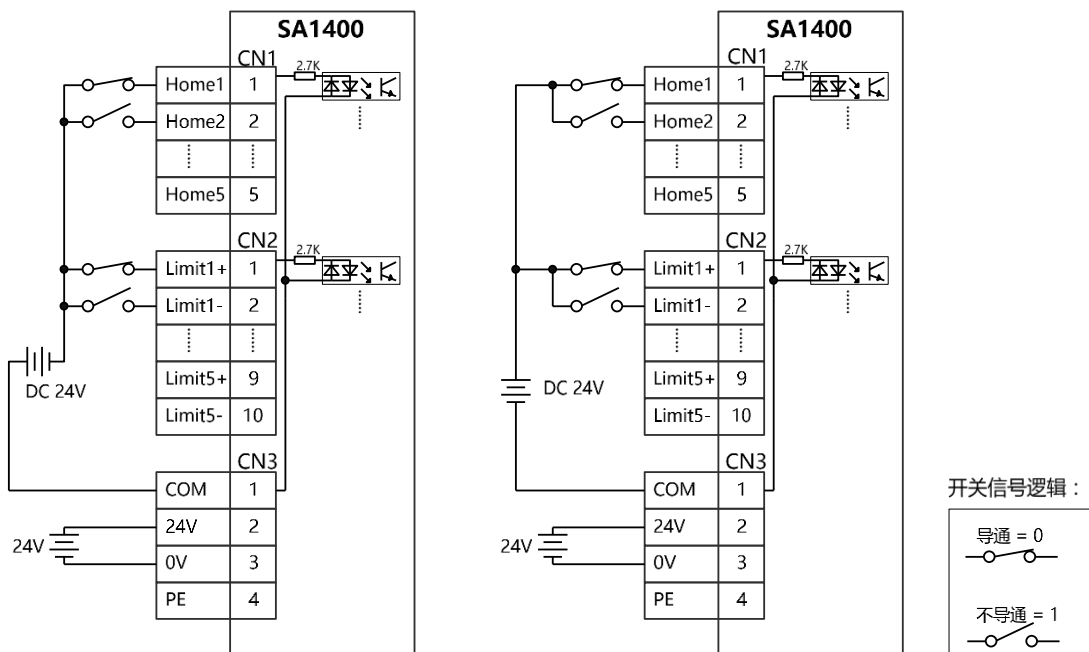 SA1400
CN1
2.7K
Home1 1
Home2 2
Home5 5
CN2
2.7K
Limit1+ 1
Limit1- 2
DC 24V
Limit5+ 9
Limit5- 10
CN3
COM 1
24V 2
24V
0V 3
PE 4
SA1400
CN1
2.7K
Home1 1
Home2 2
Home5 5
CN2
2.7K
Limit1+ 1
Limit1- 2
DC 24V
Limit5+ 9
Limit5- 10
CN3
COM 1
24V 2
24V
0V 3
PE 4
开关信号逻辑：
导通 = 0
不导通 = 1